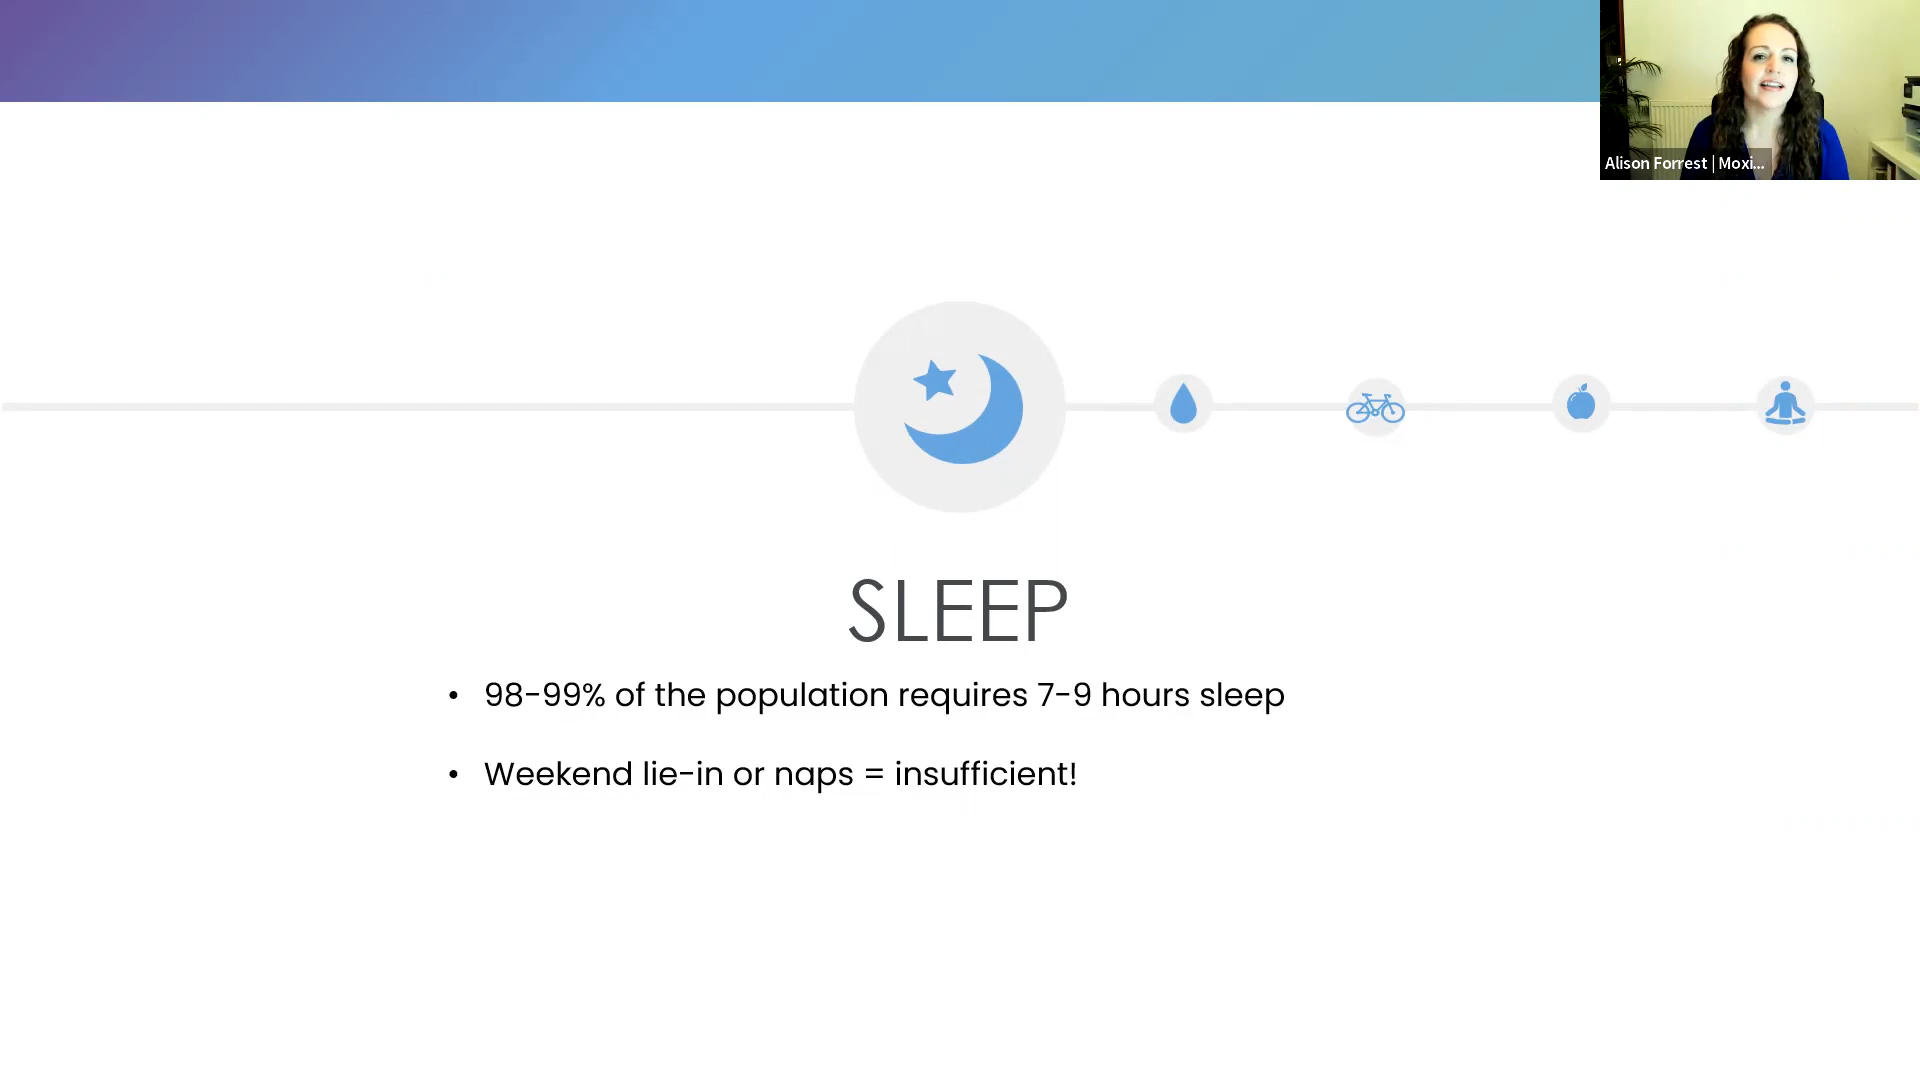 Alison Forrest | Moxi...
SLEEP
• 98-99% of the population requires 7-9 hours sleep
• Weekend lie-in or naps = insufficient!